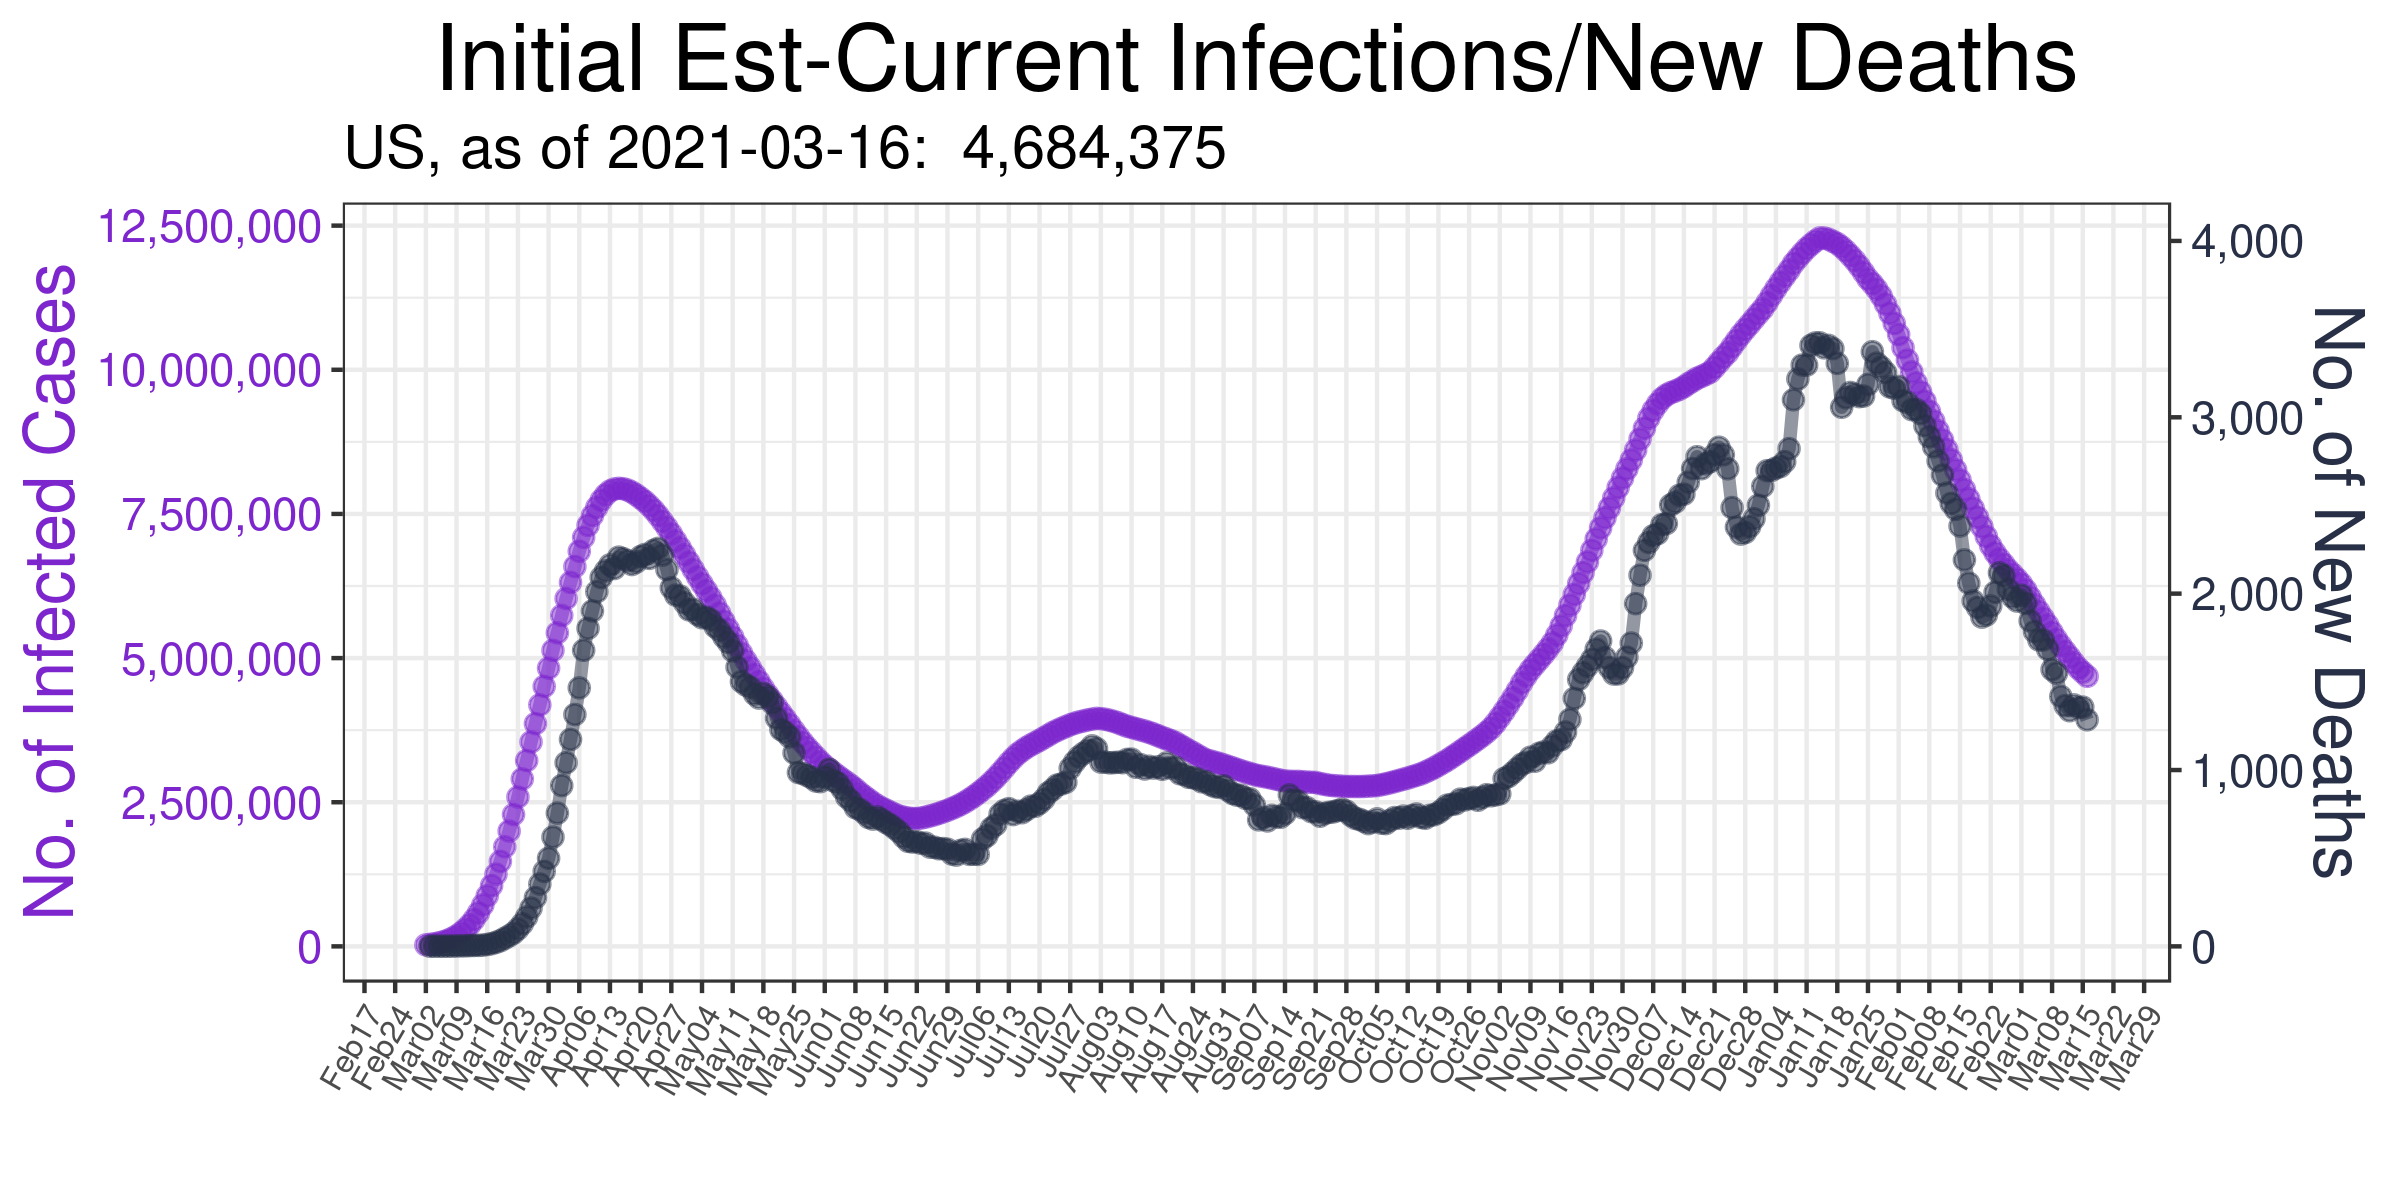 Initial Est-Current Infections/New Deaths
US, as of 2021-03-16:  4,684,375
No. of Infected Cases
12,500,000
10,000,000
7,500,000
5,000,000
2,500,000
0
4,000
3,000
2,000
1,000
0
No. of New Deaths
Feb17
Feb24
Mar02
Mar09
Mar16
Mar23
Mar30
Apr06
Apr13
Apr20
Apr27
May04
May11
May18
May25
Jun01
Jun08
Jun15
Jun22
Jun29
Jul06
Jul13
Jul20
Jul27
Aug03
Aug10
Aug17
Aug24
Aug31
Sep07
Sep14
Sep21
Sep28
Oct05
Oct12
Oct19
Oct26
Nov02
Nov09
Nov16
Nov23
Nov30
Dec07
Dec14
Dec21
Dec28
Jan04
Jan11
Jan18
Jan25
Feb01
Feb08
Feb15
Feb22
Mar01
Mar08
Mar15
Mar22
Mar29